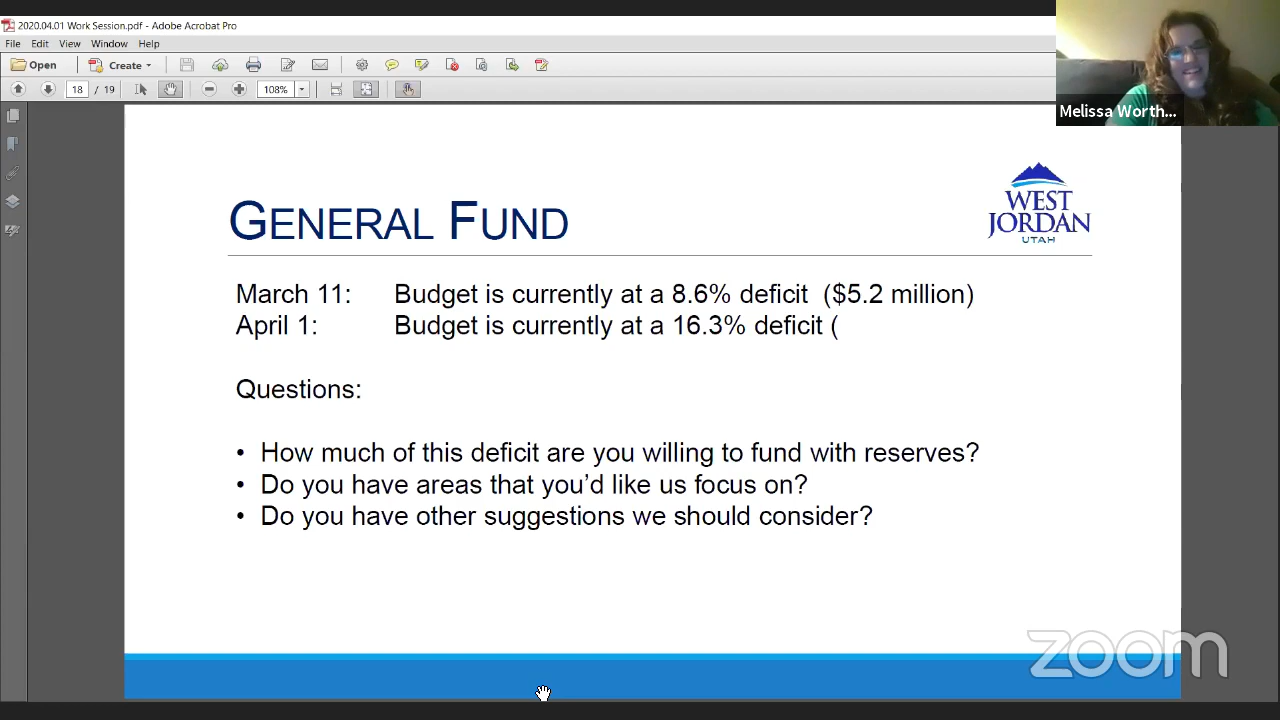 2020.04.01 Work Session.pdf - Adobe Acrobat Pro
File Edit View Window Help
Open Create
18 / 19 108%
Melissa Worth...
WEST
JORDAN
UTAH
GENERAL FUND
March 11: Budget is currently at a 8.6% deficit ($5.2 million)
April 1: Budget is currently at a 16.3% deficit (
Questions:
• How much of this deficit are you willing to fund with reserves?
• Do you have areas that you'd like us focus on?
• Do you have other suggestions we should consider?
zoom